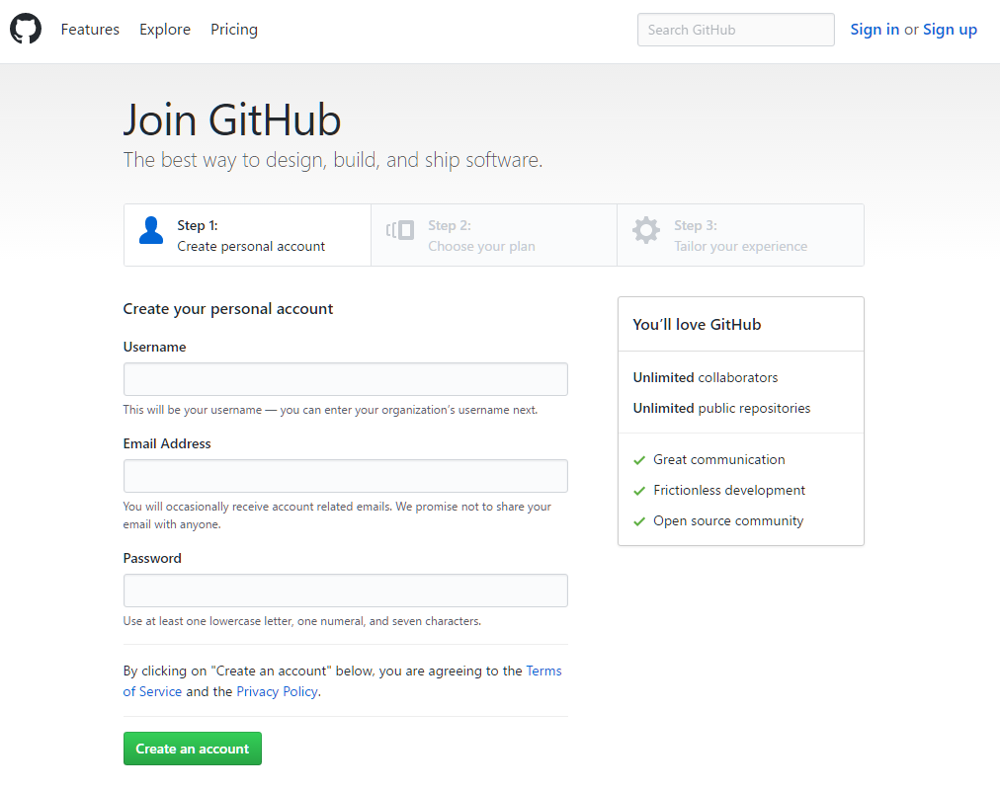 Features Explore Pricing Search GitHub Sign in or Sign up
Join GitHub
The best way to design, build, and ship software.
Step 1:
Create personal account
Step 2:
Choose your plan
Step 3:
Tailor your experience
Create your personal account
Username
This will be your username — you can enter your organization’s username next.
Email Address
You will occasionally receive account related emails. We promise not to share your
email with anyone.
Password
Use at least one lowercase letter, one numeral, and seven characters.
By clicking on "Create an account" below, you are agreeing to the Terms
of Service and the Privacy Policy.
Create an account
You’ll love GitHub
Unlimited collaborators
Unlimited public repositories
Great communication
Frictionless development
Open source community